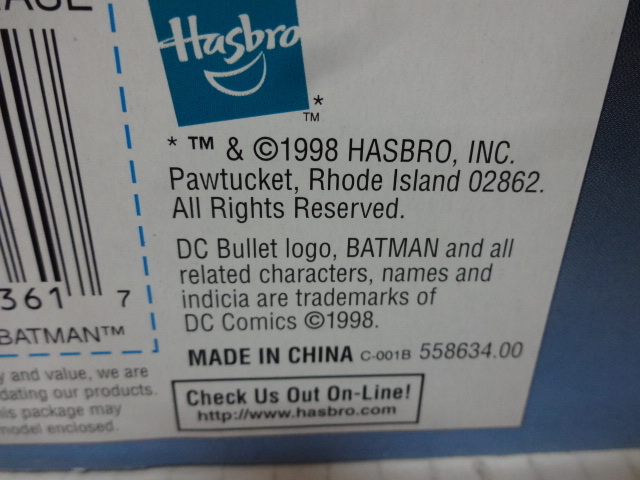 Hasbro
*
TM
* ™ & ©1998 HASBRO, INC.
Pawtucket, Rhode Island 02862.
All Rights Reserved.
DC Bullet logo, BATMAN and all
related characters, names and
indicia are trademarks of
DC Comics ©1998.
MADE IN CHINA C-001B 558634.00
Check Us Out On-Line!
http://www.hasbro.com
361 7
BATMAN™
and value, we are
dating our products.
his package may
model enclosed.